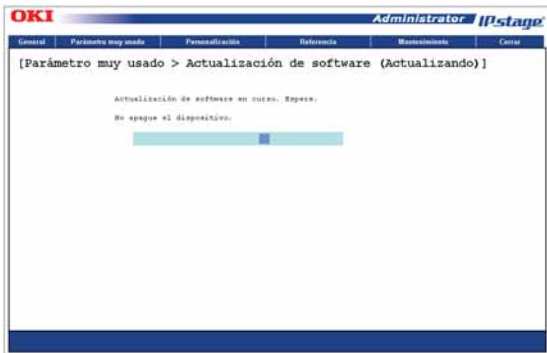 OKI
Administrator IPstage
General Parámetro muy usado Personalización Referencia Mantenimiento Cerrar
[Parámetro muy usado > Actualización de software (Actualizando)]
Actualización de software en curso. Espere.
No apague el dispositivo.